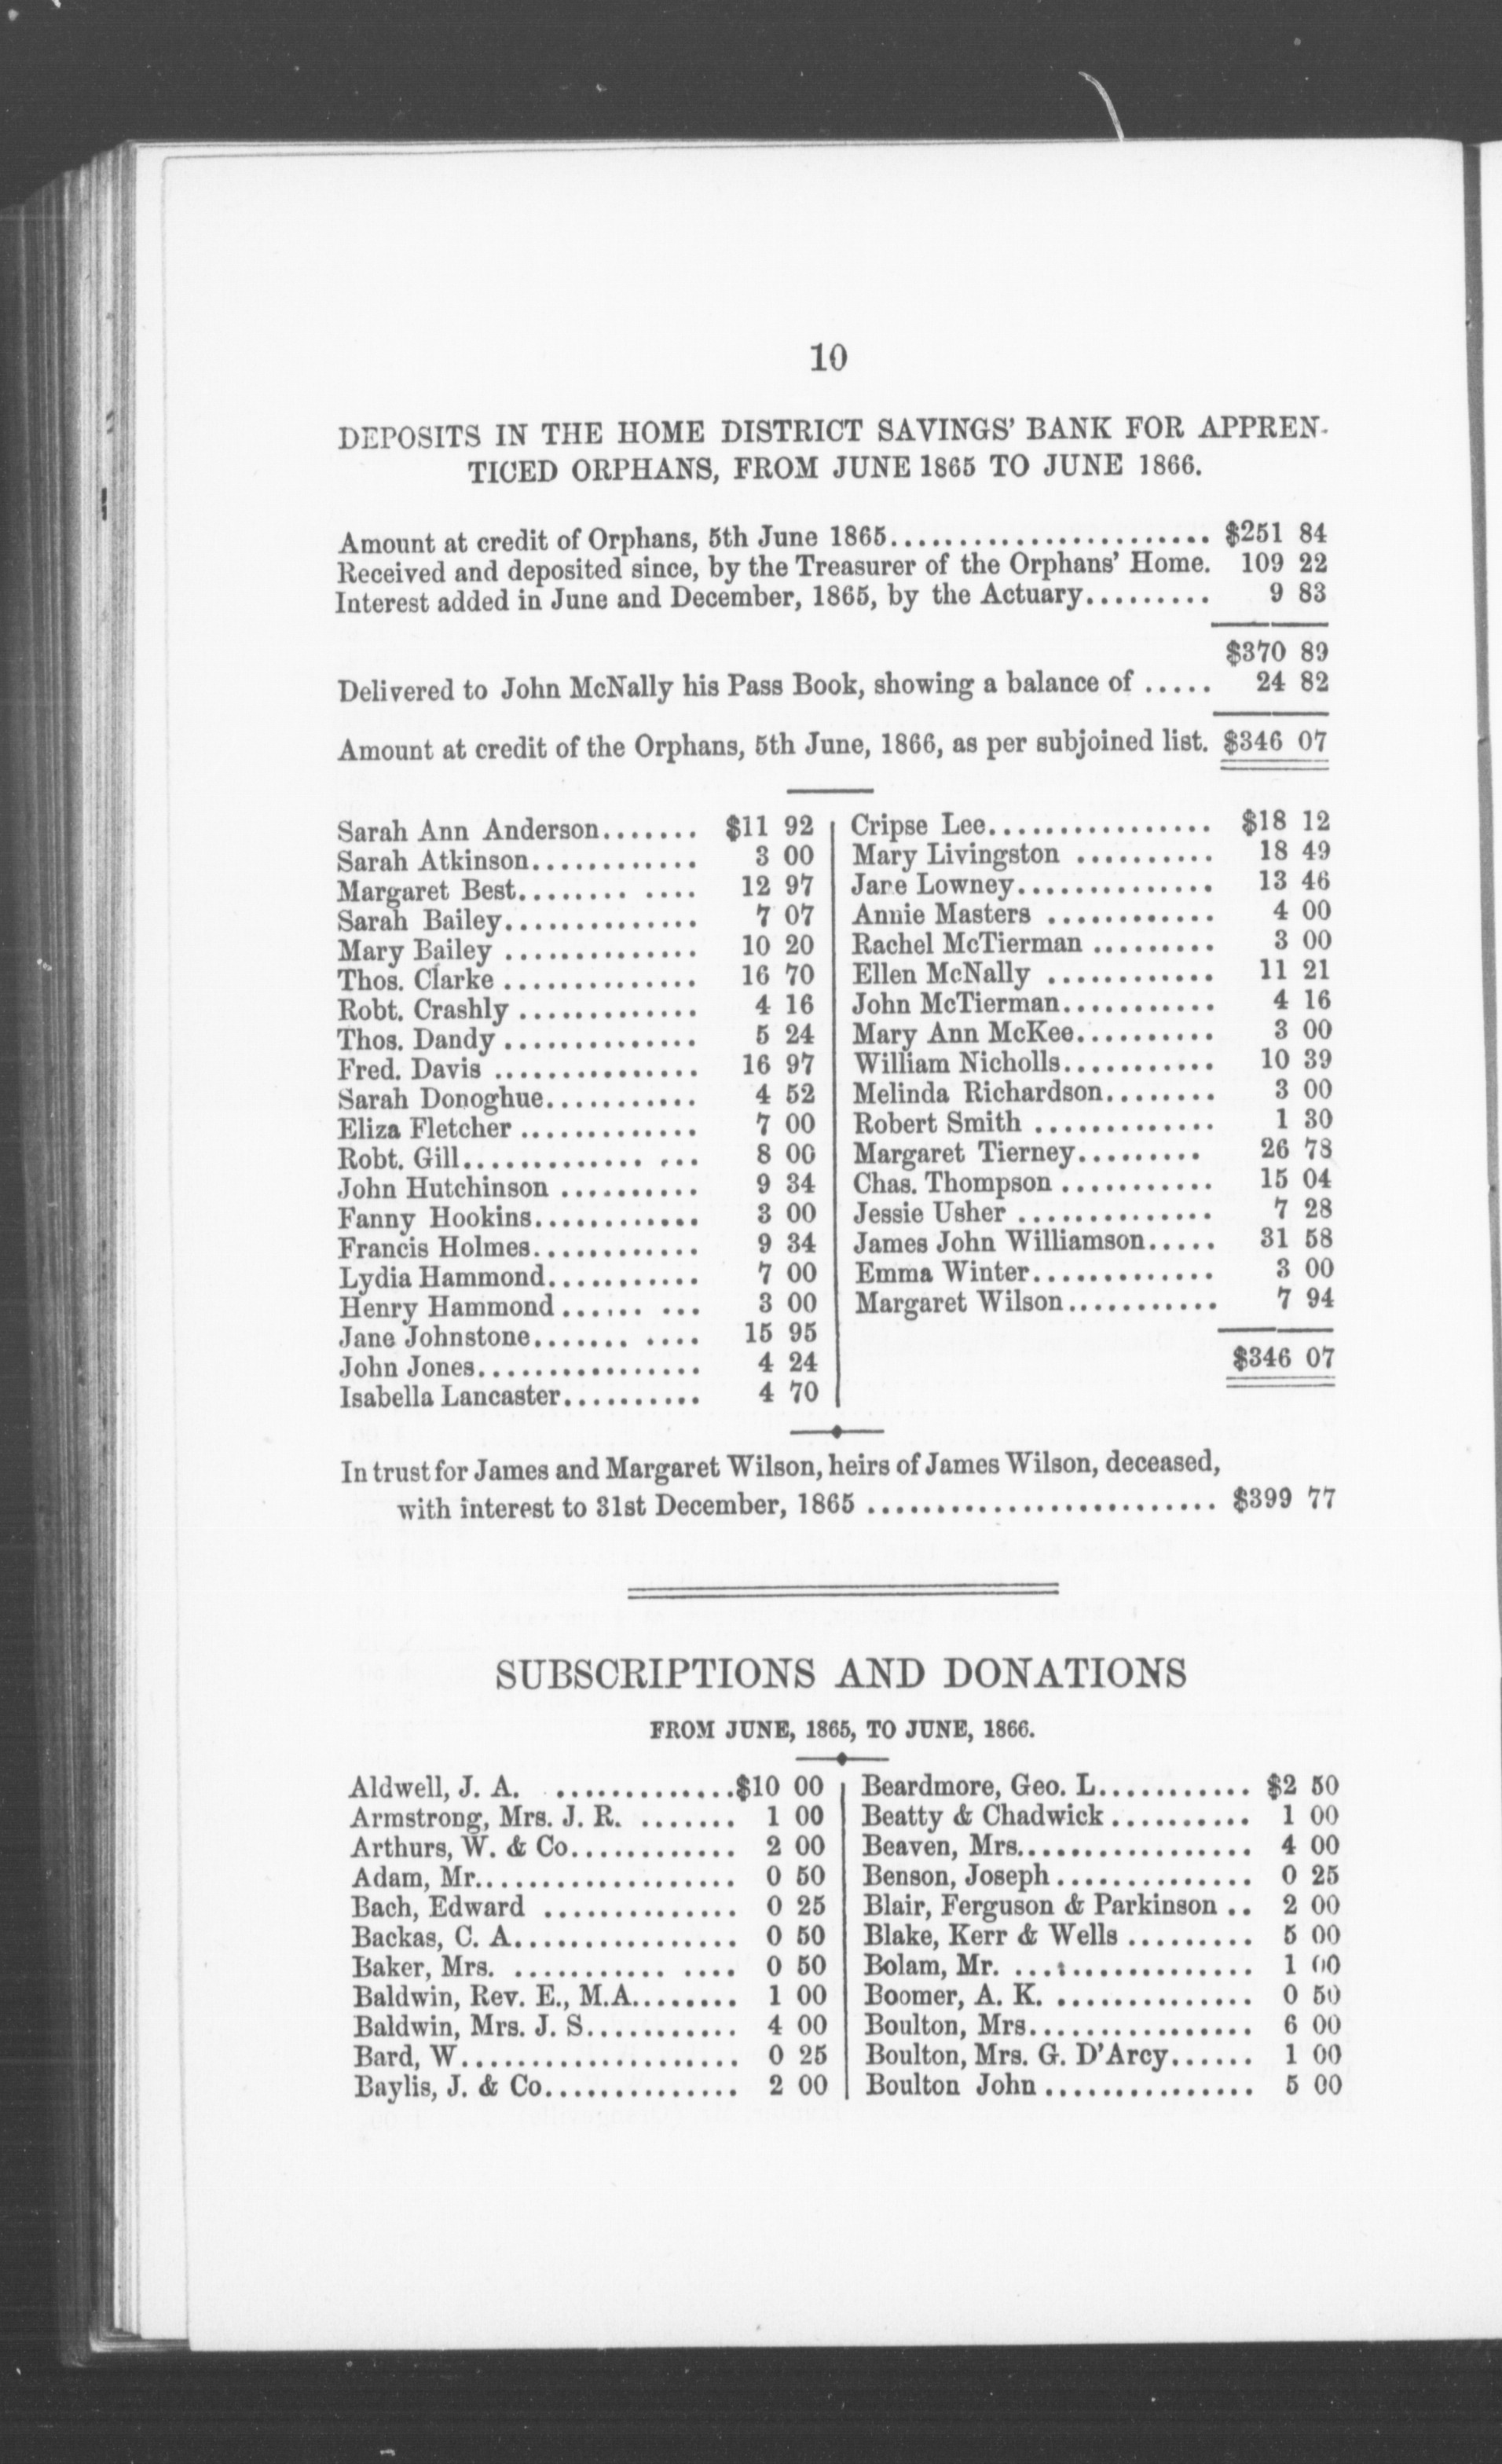 10
DEPOSITS IN THE HOME DISTRICT SAVINGS' BANK FOR APPREN-
TICED ORPHANS, FROM JUNE 1865 TO JUNE 1866.
Amount at credit of Orphans, 5th June 1865........................ $251 84
Received and deposited since, by the Treasurer of the Orphans' Home. 109 22
Interest added in June and December, 1865, by the Actuary......... 9 83
$370 89
Delivered to John McNally his Pass Book, showing a balance of ..... 24 82
Amount at credit of the Orphans, 5th June, 1866, as per subjoined list. $346 07
Sarah Ann Anderson....... $11 92
Sarah Atkinson............ 3 00
Margaret Best........ .... 12 97
Sarah Bailey.............. 7 07
Mary Bailey .............. 10 20
Thos. Clarke .............. 16 70
Robt. Crashly ............. 4 16
Thos. Dandy .............. 5 24
Fred. Davis ............... 16 97
Sarah Donoghue........... 4 52
Eliza Fletcher ............. 7 00
Robt. Gill............. ... 8 00
John Hutchinson .......... 9 34
Fanny Hookins............ 3 00
Francis Holmes............ 9 34
Lydia Hammond........... 7 00
Henry Hammond ...... ... 3 00
Jane Johnstone....... .... 15 95
John Jones................ 4 24
Isabella Lancaster.......... 4 70
Cripse Lee................ $18 12
Mary Livingston .......... 18 49
Jare Lowney.............. 13 46
Annie Masters ............ 4 00
Rachel McTierman ......... 3 00
Ellen McNally ............ 11 21
John McTierman........... 4 16
Mary Ann McKee.......... 3 00
William Nicholls........... 10 39
Melinda Richardson........ 3 00
Robert Smith ............. 1 30
Margaret Tierney......... 26 78
Chas. Thompson ........... 15 04
Jessie Usher .............. 7 28
James John Williamson..... 31 58
Emma Winter............. 3 00
Margaret Wilson........... 7 94
$346 07
In trust for James and Margaret Wilson, heirs of James Wilson, deceased,
with interest to 31st December, 1865 ......................... $399 77
SUBSCRIPTIONS AND DONATIONS
FROM JUNE, 1865, TO JUNE, 1866.
Aldwell, J. A. .............$10 00
Armstrong, Mrs. J. R. ....... 1 00
Arthurs, W. & Co............ 2 00
Adam, Mr................... 0 50
Bach, Edward .............. 0 25
Backas, C. A................ 0 50
Baker, Mrs. ........... .... 0 50
Baldwin, Rev. E., M.A........ 1 00
Baldwin, Mrs. J. S........... 4 00
Bard, W.................... 0 25
Baylis, J. & Co.............. 2 00
Beardmore, Geo. L........... $2 50
Beatty & Chadwick .......... 1 00
Beaven, Mrs................. 4 00
Benson, Joseph .............. 0 25
Blair, Ferguson & Parkinson .. 2 00
Blake, Kerr & Wells ......... 5 00
Bolam, Mr. ................. 1 00
Boomer, A. K. .............. 0 50
Boulton, Mrs................ 6 00
Boulton, Mrs. G. D'Arcy...... 1 00
Boulton John ............... 5 00